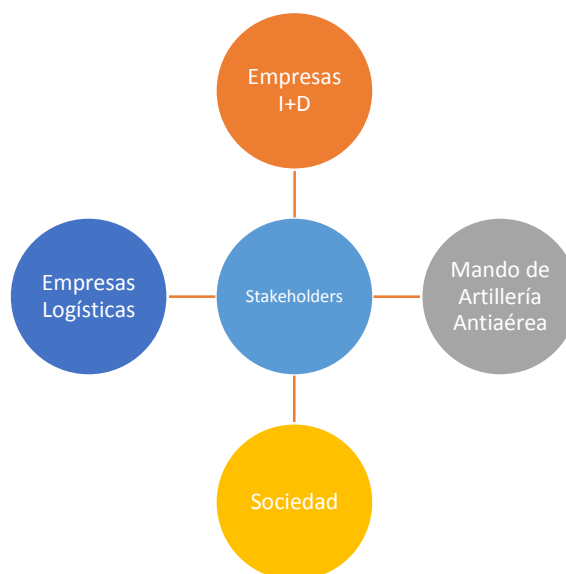 Empresas
I+D
Empresas
Logísticas
Stakeholders
Mando de
Artillería
Antiaérea
Sociedad